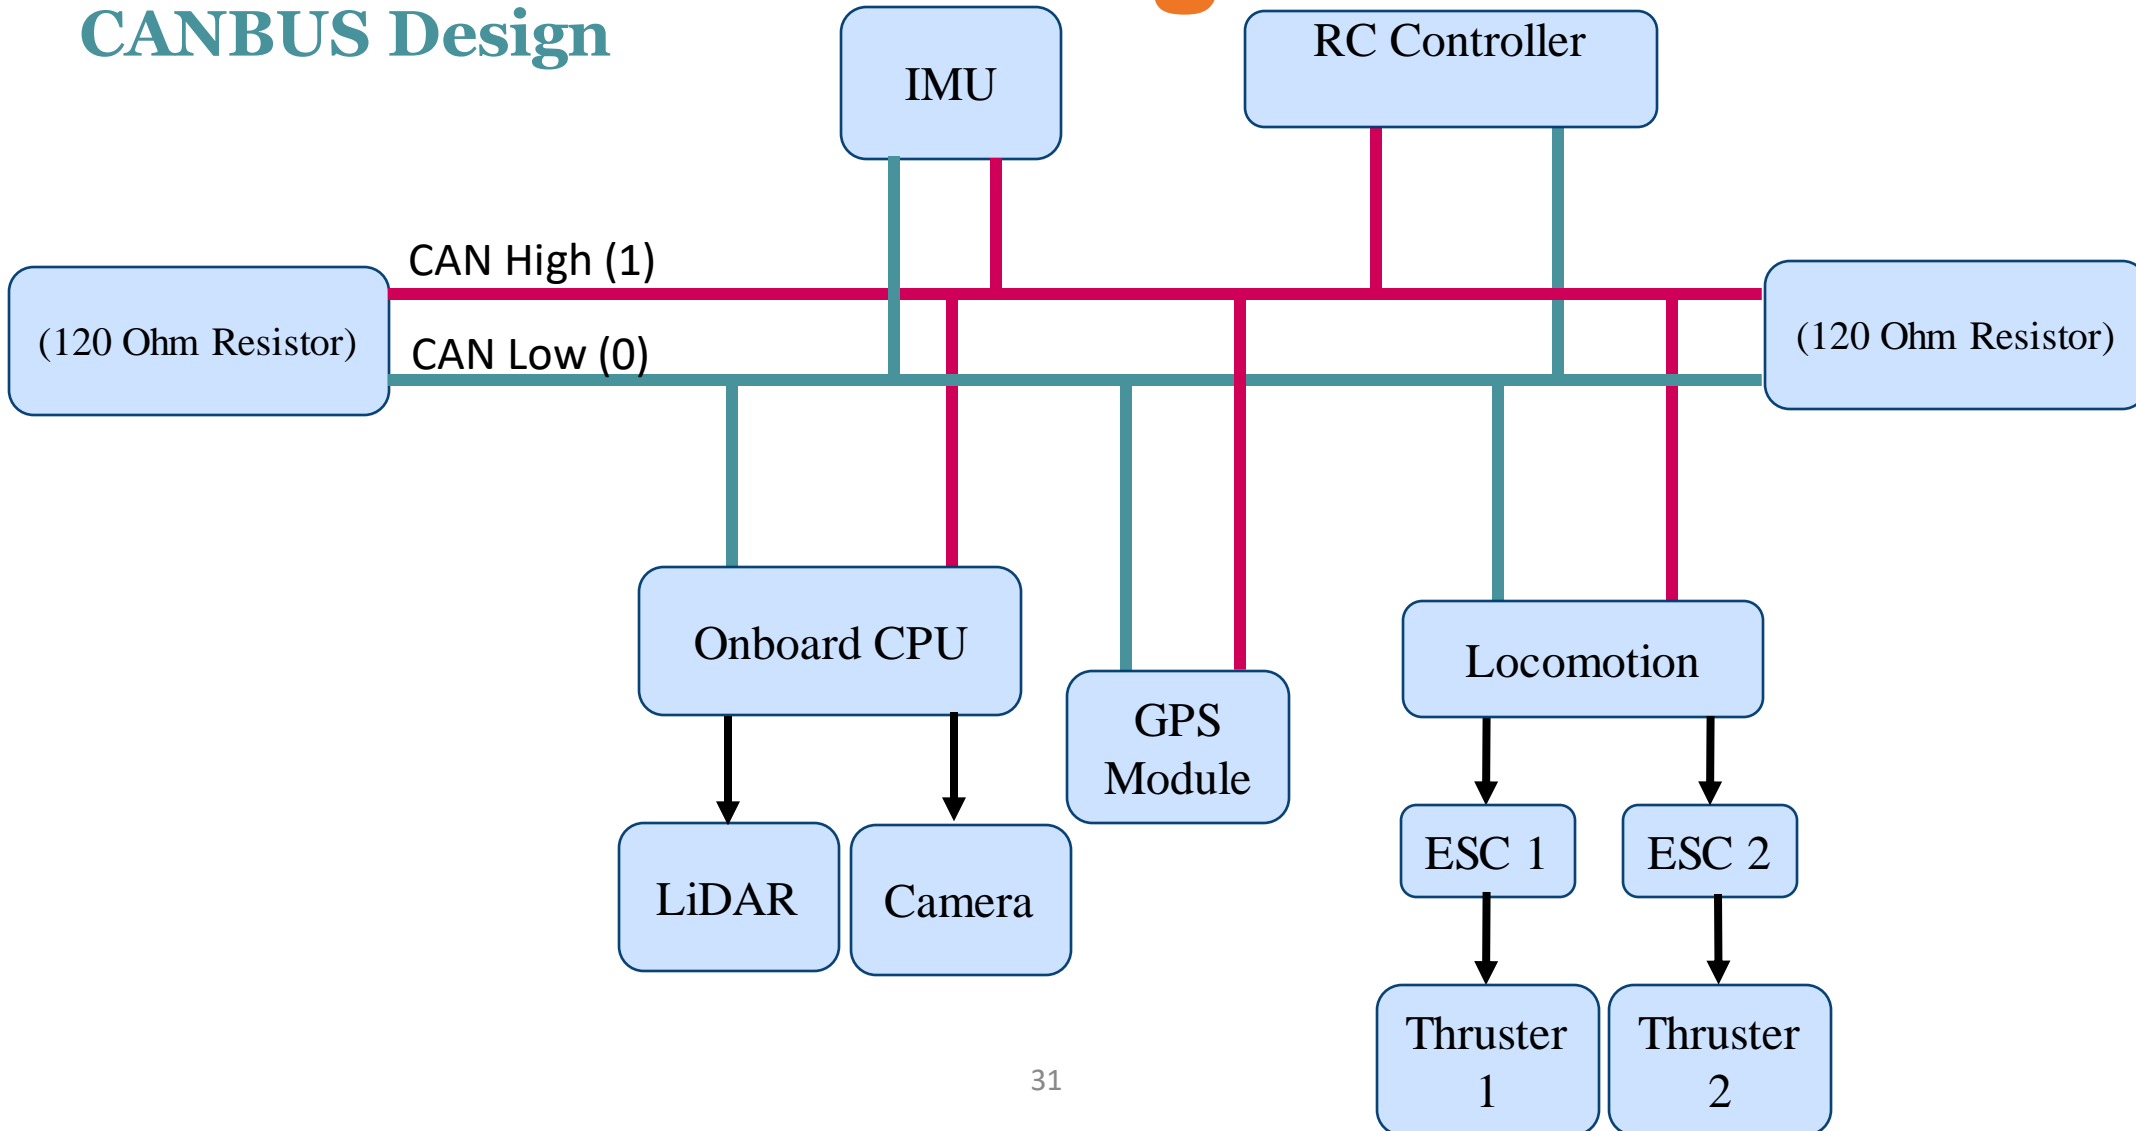 CANBUS Design
IMU
RC Controller
CAN High (1)
(120 Ohm Resistor)
CAN Low (0)
(120 Ohm Resistor)
Onboard CPU
Locomotion
GPS
Module
LiDAR
Camera
ESC 1
ESC 2
Thruster
1
Thruster
2
31